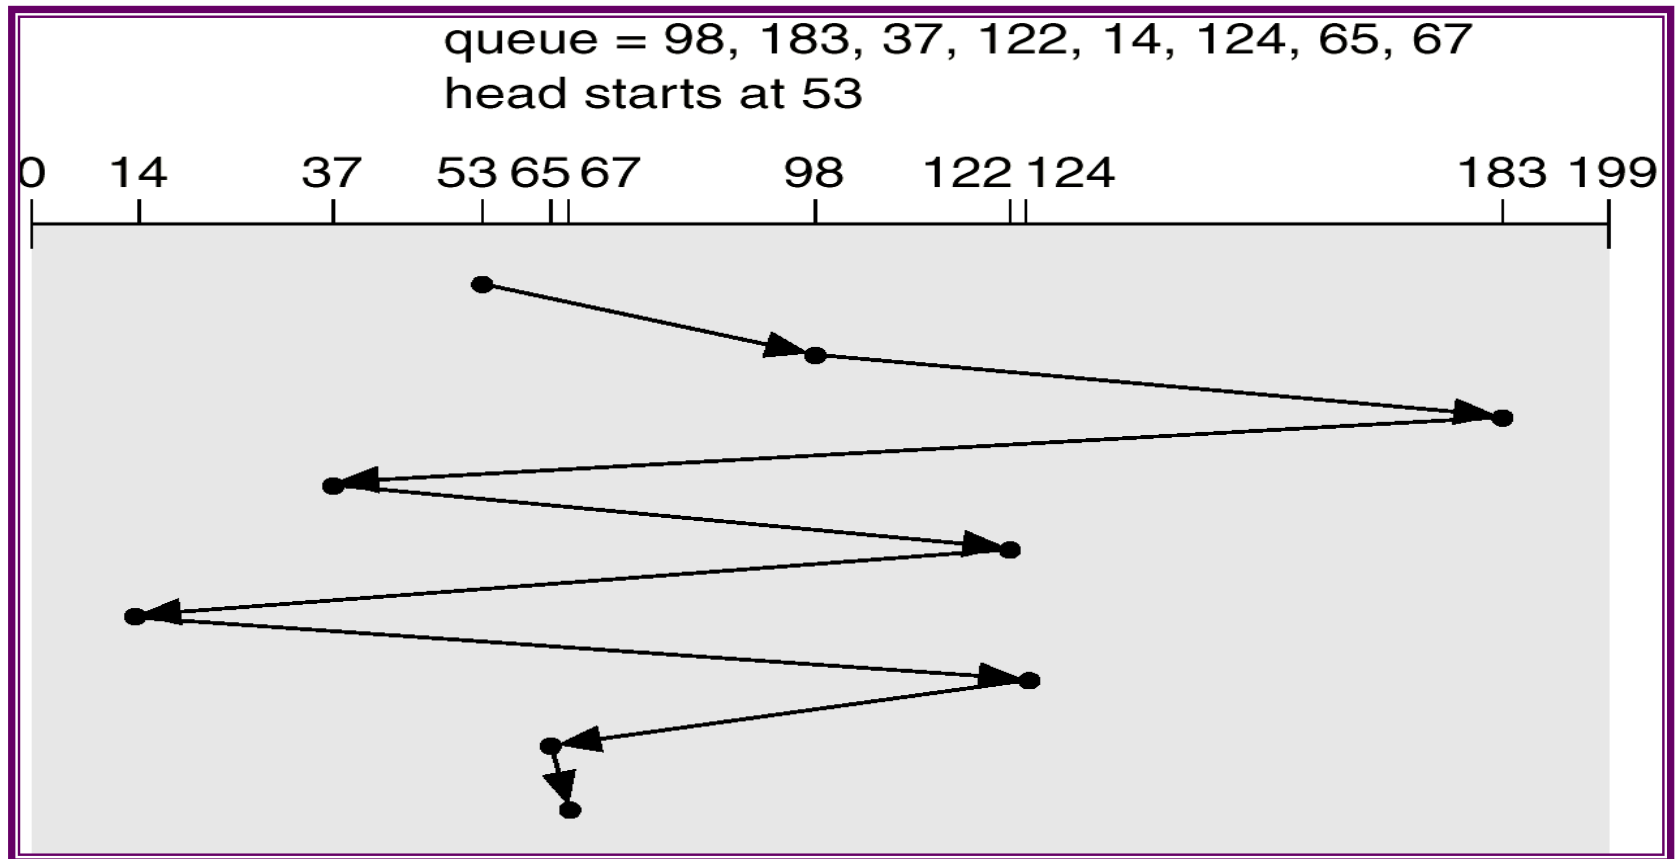 queue = 98, 183, 37, 122, 14, 124, 65, 67
head starts at 53
0 14 37 53 65 67 98 122 124 183 199